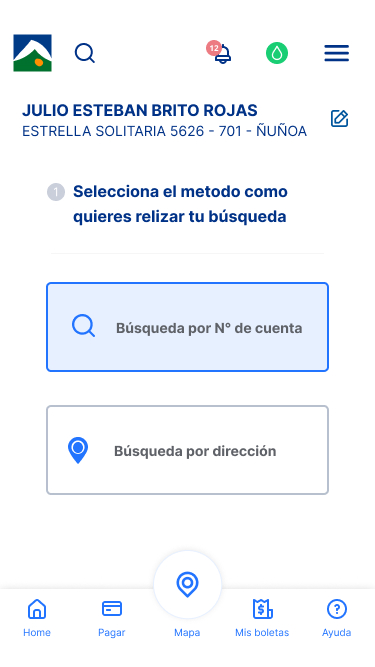 12
JULIO ESTEBAN BRITO ROJAS
ESTRELLA SOLITARIA 5626 - 701 - ÑUÑOA
1 Selecciona el metodo como
quieres relizar tu búsqueda
Búsqueda por N° de cuenta
Búsqueda por dirección
Home Pagar Mapa Mis boletas Ayuda